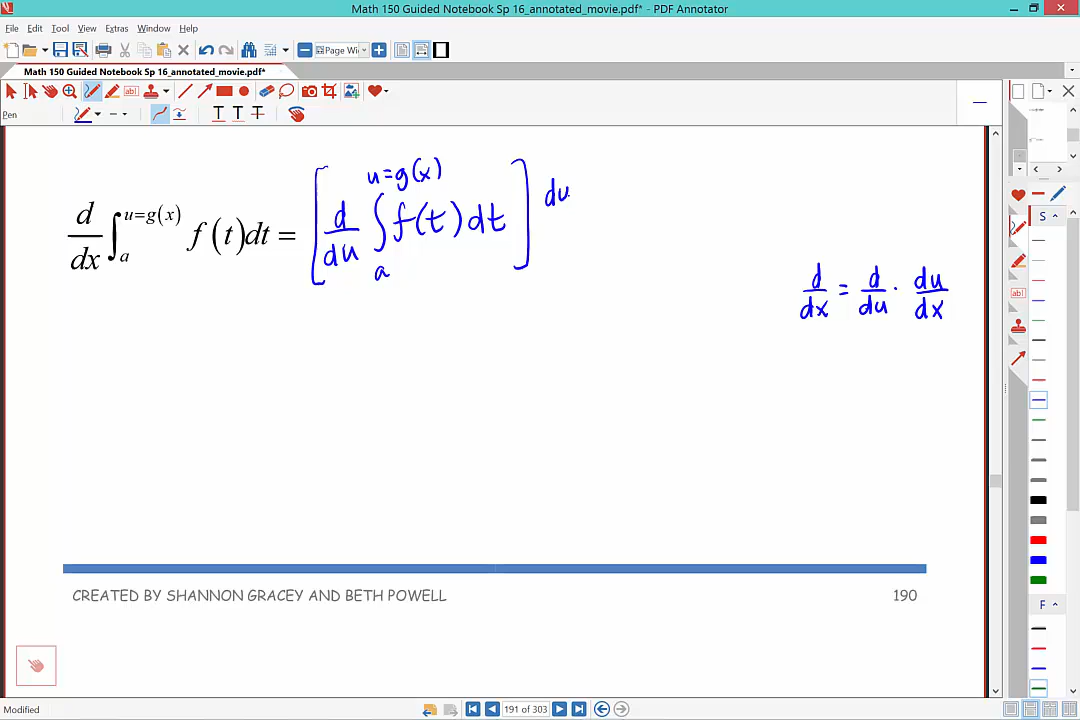 Math 150 Guided Notebook Sp 16_annotated_movie.pdf* - PDF Annotator
File Edit Tool View Extras Window Help
Page Wi
Math 150 Guided Notebook Sp 16_annotated_movie.pdf*
Pen
d/dx ∫_a^{u=g(x)} f(t)dt = [d/du ∫_a^{u=g(x)} f(t)dt] du
d/dx = d/du · du/dx
S
F
CREATED BY SHANNON GRACEY AND BETH POWELL 190
Modified 191 of 303